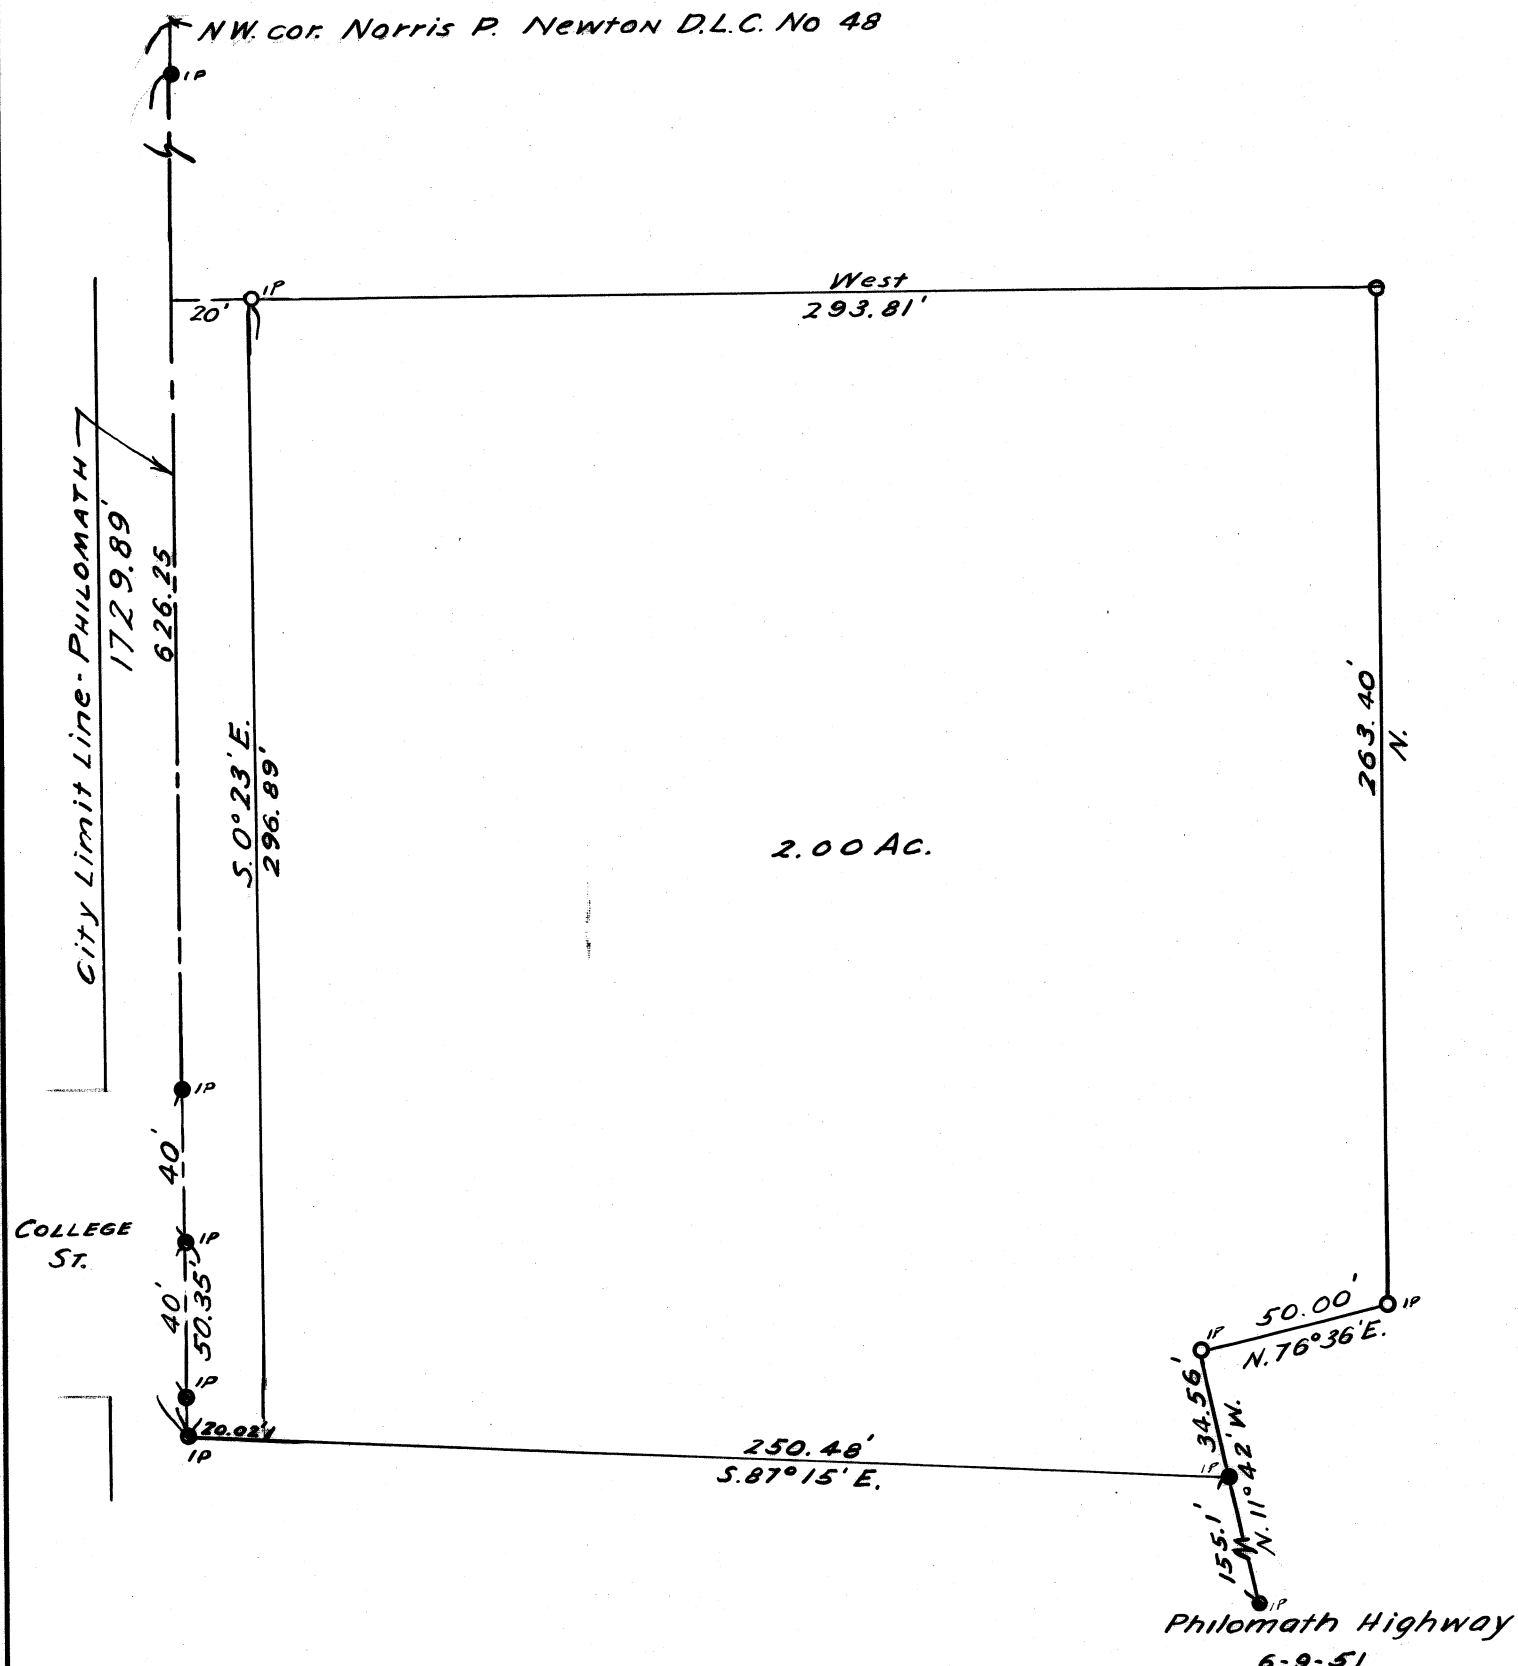 NW. cor. Norris P. Newton D.L.C. No 48
IP
IP
20'
West
293.81'
City Limit Line - PHILOMATH
1729.89'
626.25
S. 0° 23' E.
296.89'
263.40'
N.
2.00 Ac.
IP
40'
COLLEGE
ST.
IP
40'
50.35'
IP
20.02'
IP
250.48'
S. 87° 15' E.
50.00'
N. 76° 36' E.
IP
IP
34.56'
N. 11° 42' W.
IP
155.1'
IP
Philomath Highway
6-9-51